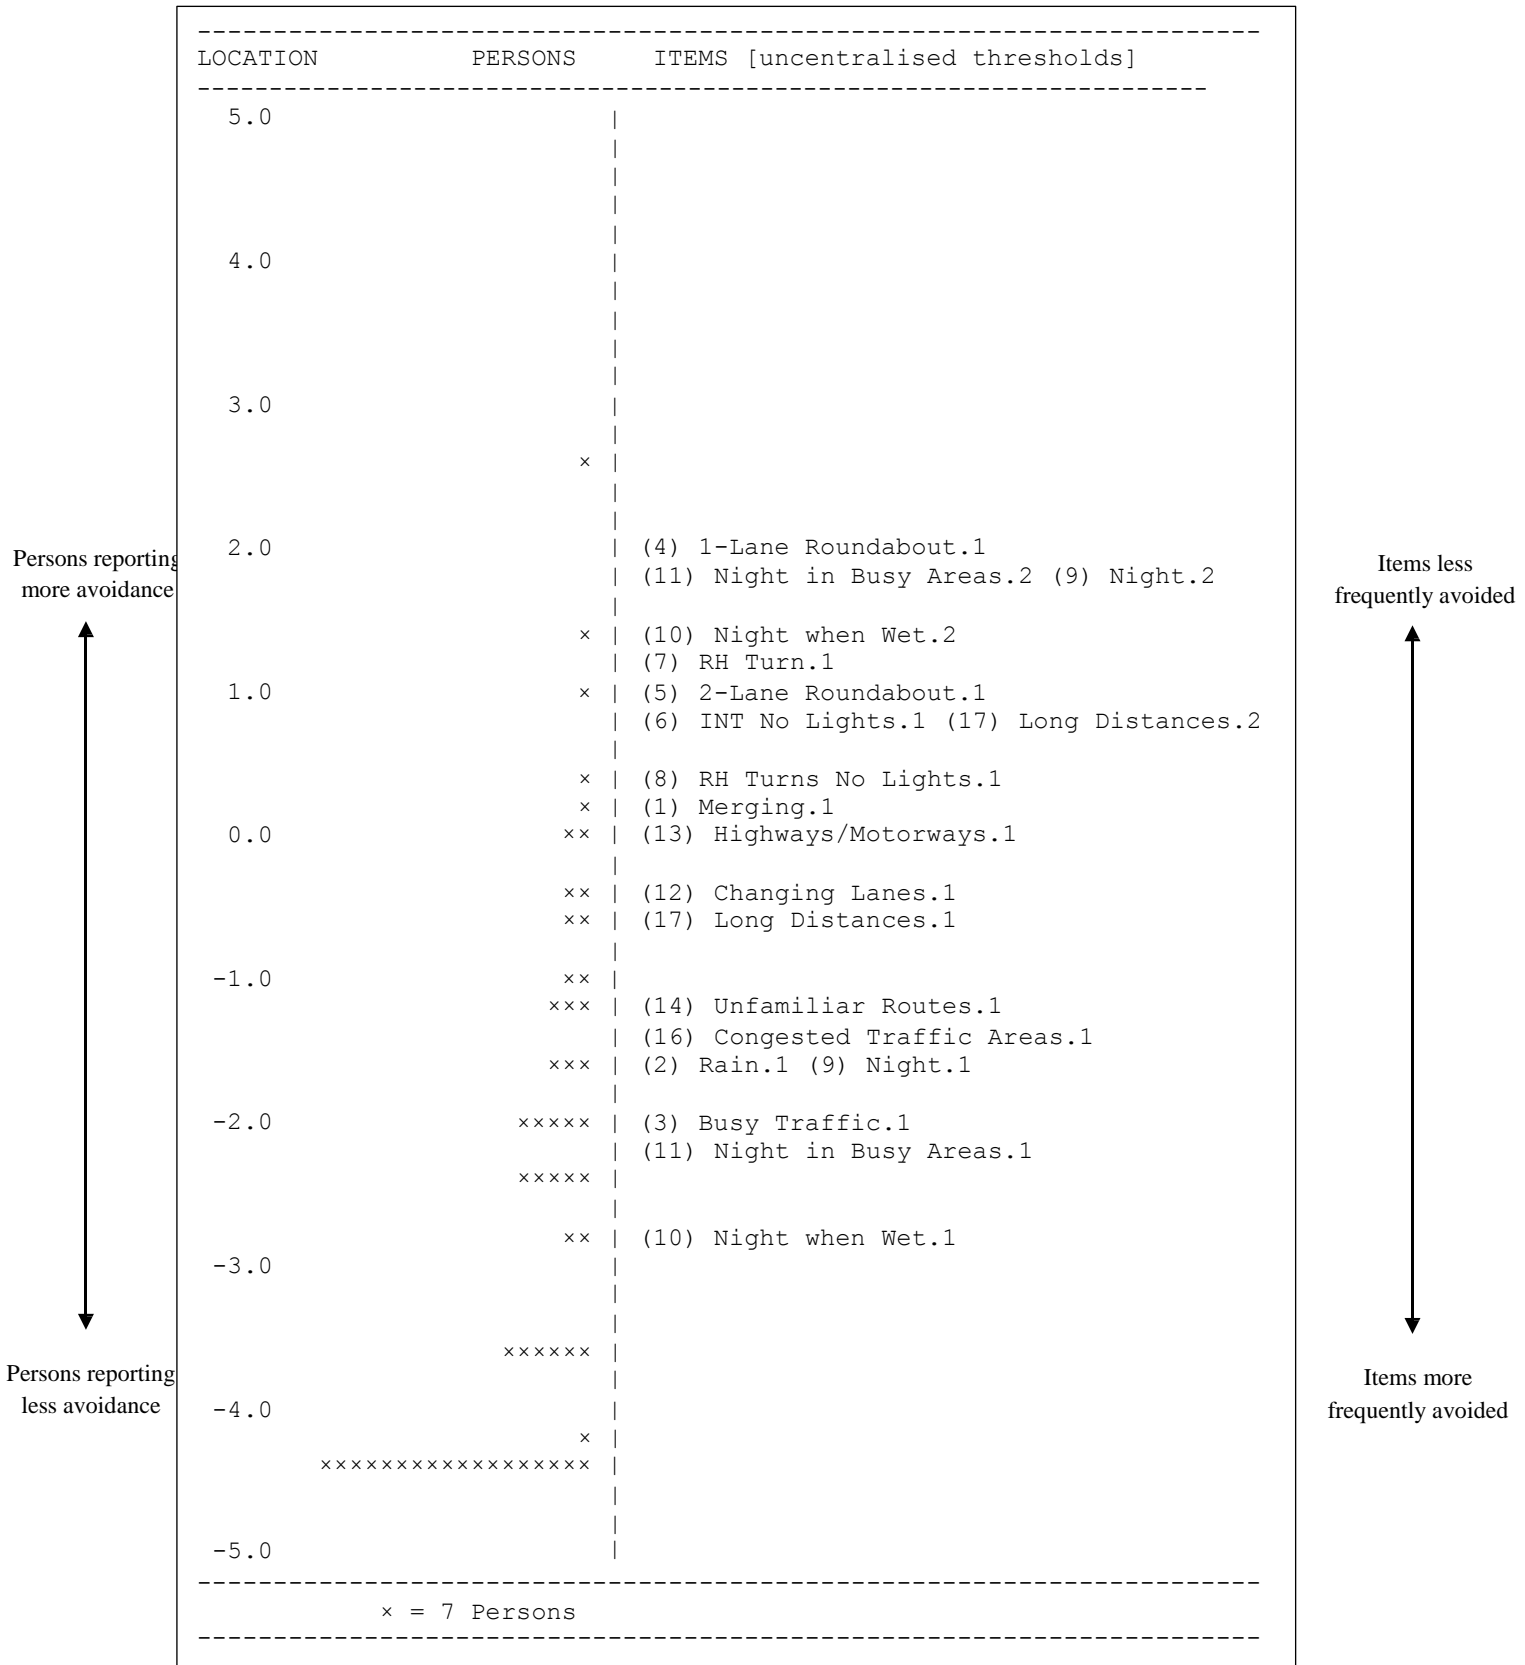 LOCATION PERSONS ITEMS [uncentralised thresholds]
5.0 |
|
|
|
|
4.0 |
|
|
|
|
3.0 |
|
× |
|
|
2.0 | (4) 1-Lane Roundabout.1
| (11) Night in Busy Areas.2 (9) Night.2
|
× | (10) Night when Wet.2
| (7) RH Turn.1
1.0 × | (5) 2-Lane Roundabout.1
| (6) INT No Lights.1 (17) Long Distances.2
|
× | (8) RH Turns No Lights.1
× | (1) Merging.1
0.0 ×× | (13) Highways/Motorways.1
|
×× | (12) Changing Lanes.1
×× | (17) Long Distances.1
|
-1.0 ×× |
××× | (14) Unfamiliar Routes.1
| (16) Congested Traffic Areas.1
××× | (2) Rain.1 (9) Night.1
|
-2.0 ××××× | (3) Busy Traffic.1
| (11) Night in Busy Areas.1
××××× |
|
×× | (10) Night when Wet.1
-3.0 |
|
|
×××××× |
|
-4.0 |
× |
×××××××××××××××××× |
|
|
-5.0 |
× = 7 Persons
Persons reporting
more avoidance
Persons reporting
less avoidance
Items less
frequently avoided
Items more
frequently avoided